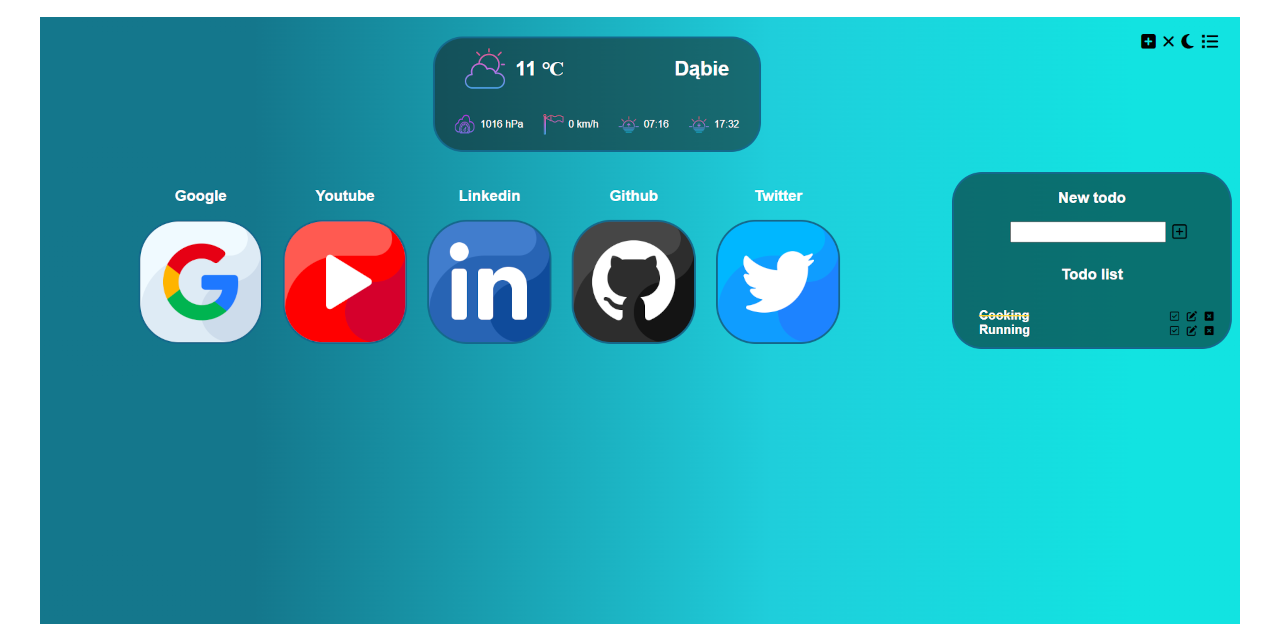 11 °C Dąbie
1016 hPa 0 km/h 07:16 17:32
Google Youtube Linkedin Github Twitter
in
New todo
Todo list
Cooking
Running